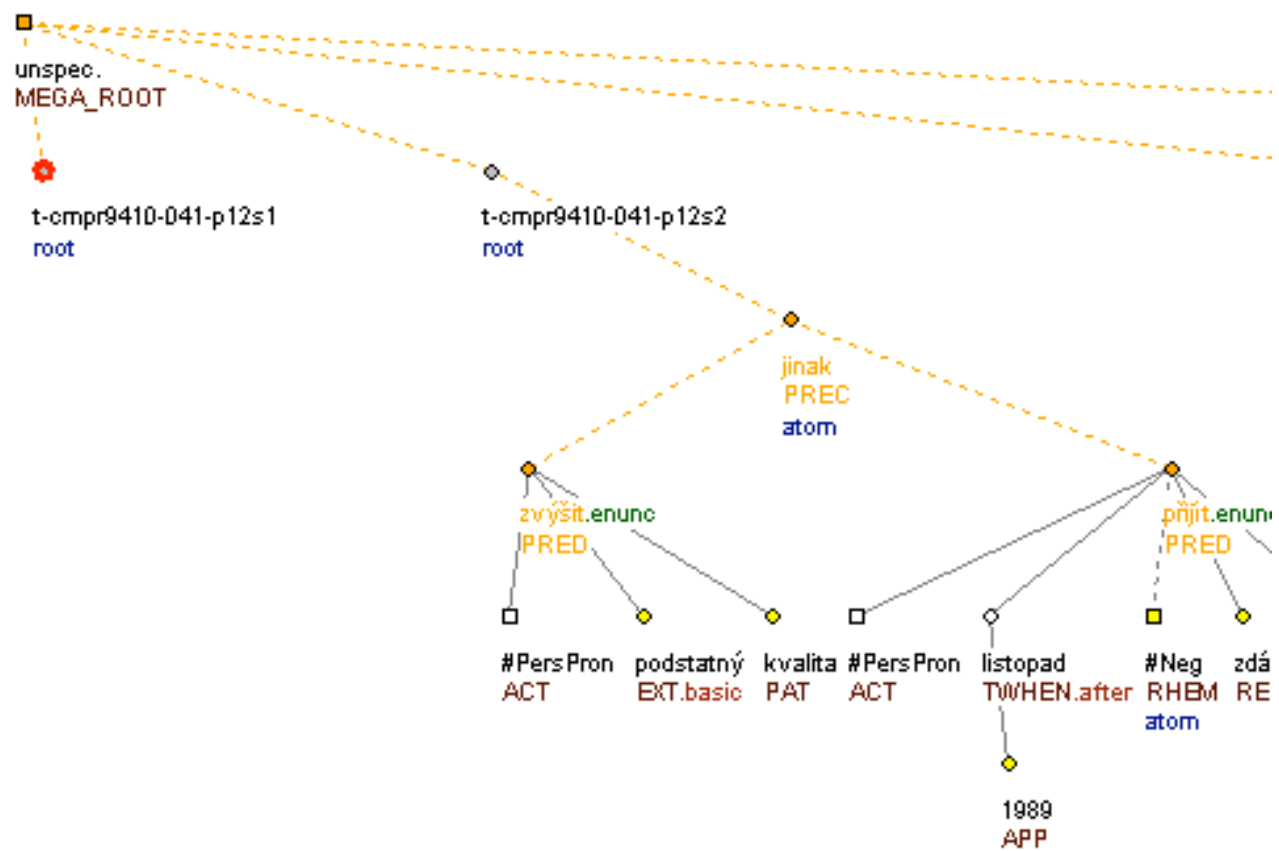 unspec.
MEGA_ROOT
t-cmpr9410-041-p12s1
root
t-cmpr9410-041-p12s2
root
jinak
PREC
atom
zvýšit.enunc
PRED
přijít.enunc
PRED
#PersPron
ACT
podstatný
EXT.basic
kvalita
PAT
#PersPron
ACT
listopad
TWHEN.after
#Neg
RHEM
atom
1989
APP